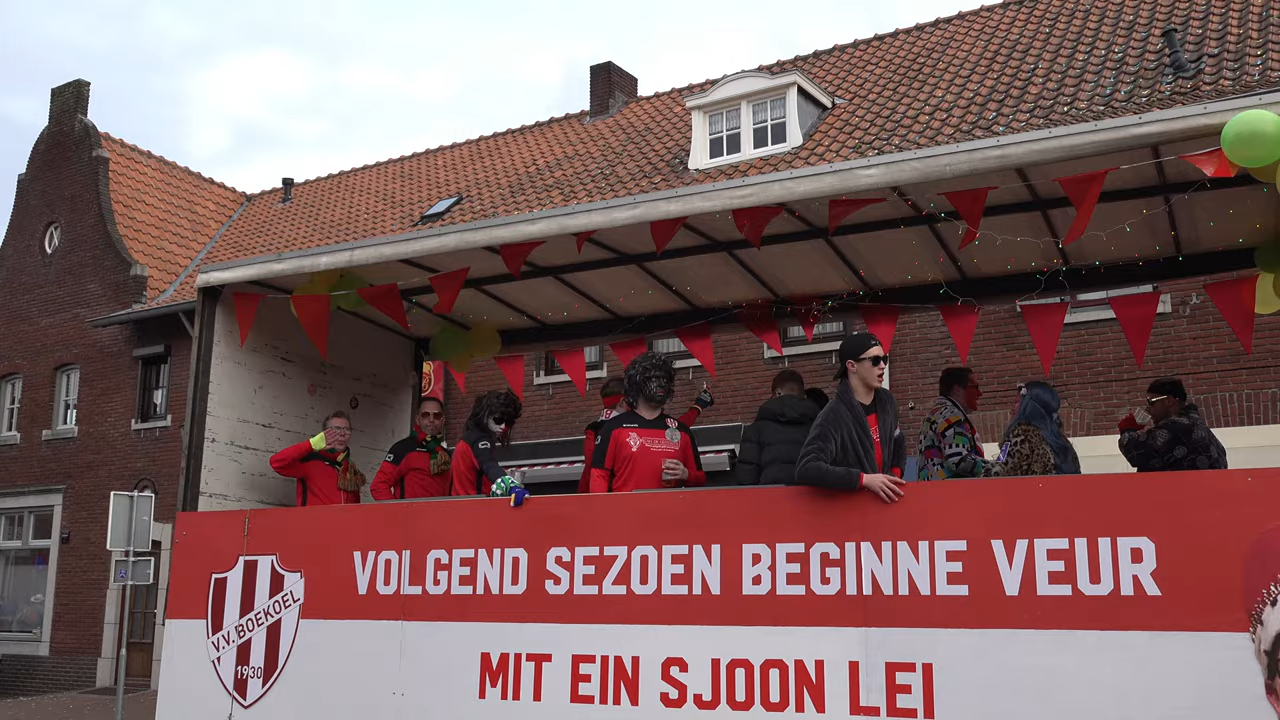 VOLGEND SEZOEN BEGINNE VEUR
V.V. BOEKOEL
1930
MIT EIN SJOON LEI